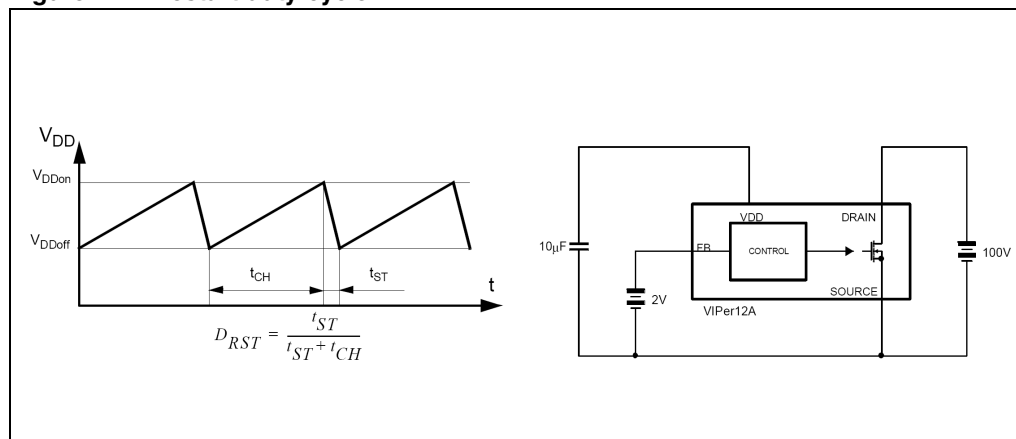 V_DD
V_DDon
V_DDoff
t_CH
t_ST
t
D_RST = t_ST / (t_ST + t_CH)
10μF
2V
FB
VDD
CONTROL
DRAIN
SOURCE
VIPer12A
100V